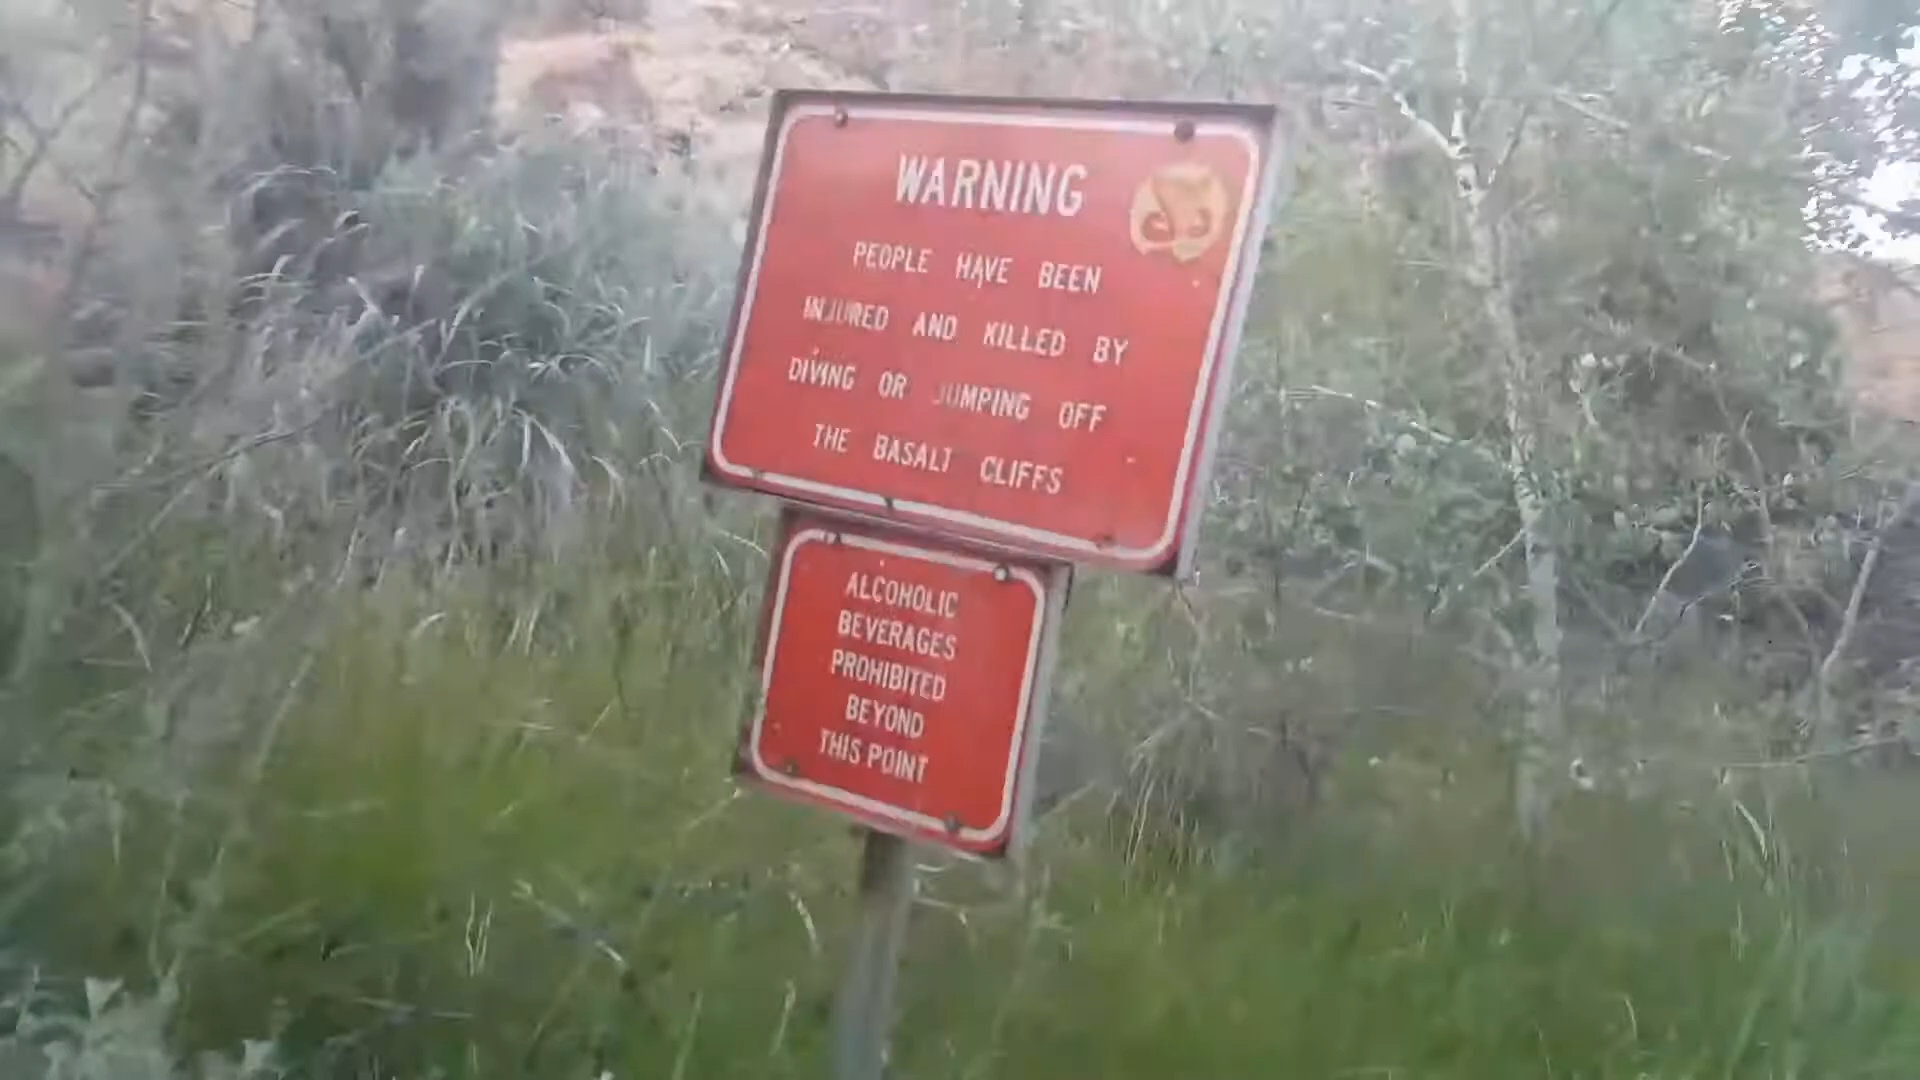 WARNING
PEOPLE HAVE BEEN
INJURED AND KILLED BY
DIVING OR JUMPING OFF
THE BASALT CLIFFS
ALCOHOLIC
BEVERAGES
PROHIBITED
BEYOND
THIS POINT